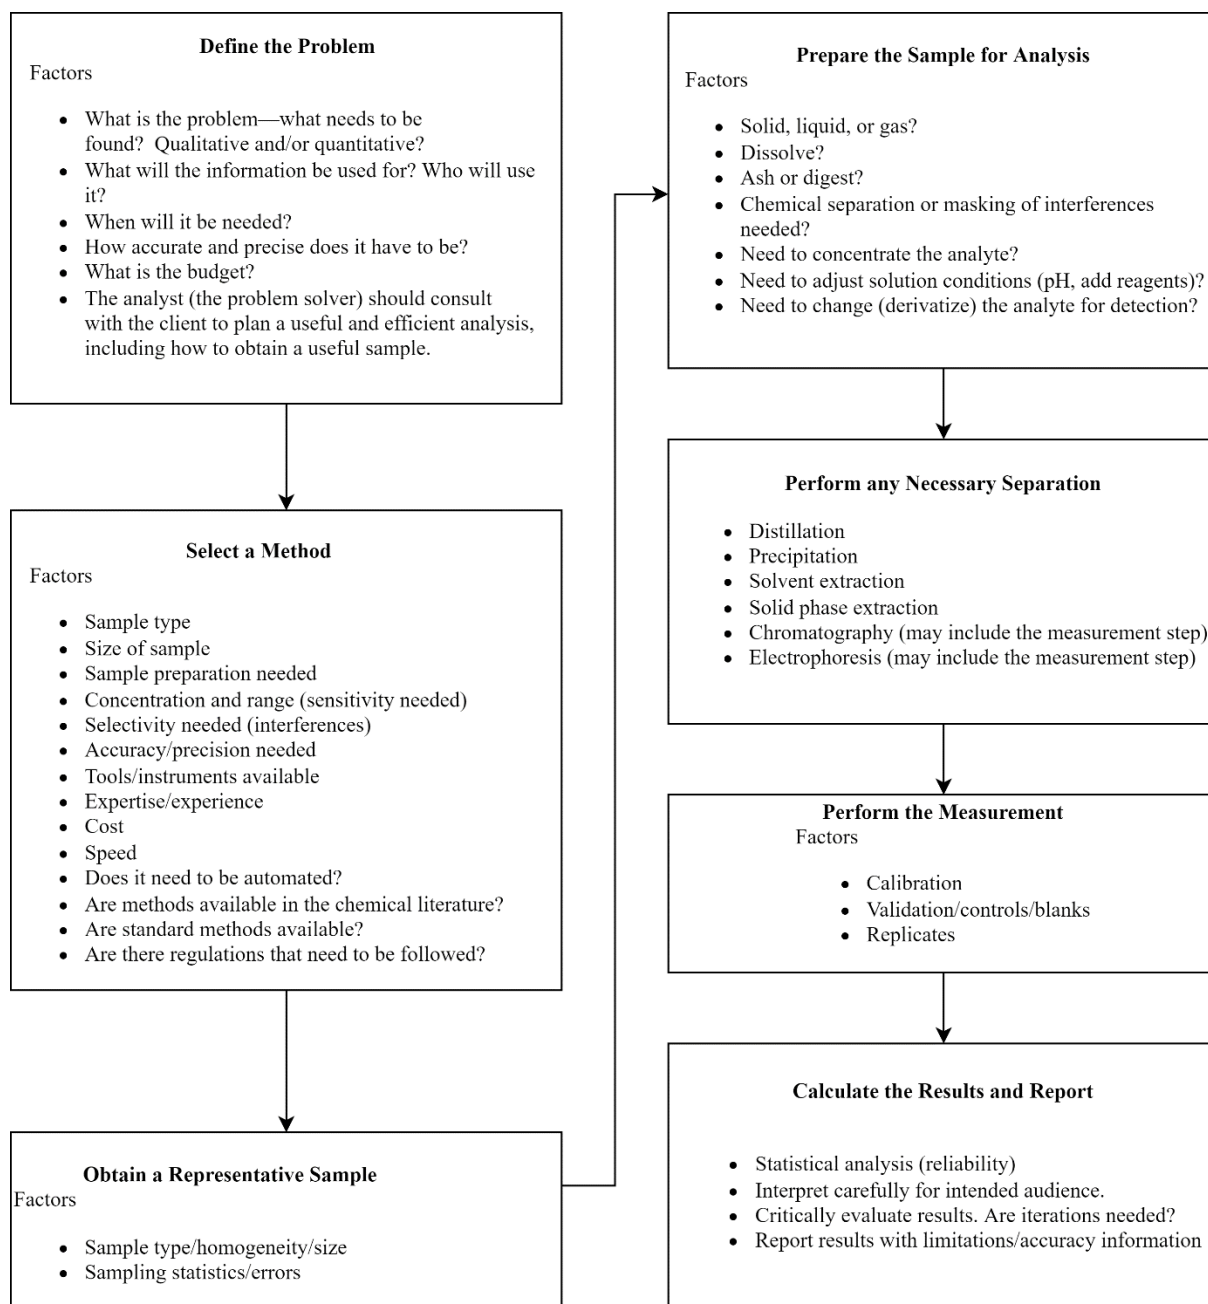 Define the Problem
Factors
• What is the problem—what needs to be
found?  Qualitative and/or quantitative?
• What will the information be used for? Who will use
it?
• When will it be needed?
• How accurate and precise does it have to be?
• What is the budget?
• The analyst (the problem solver) should consult
with the client to plan a useful and efficient analysis,
including how to obtain a useful sample.
Select a Method
Factors
• Sample type
• Size of sample
• Sample preparation needed
• Concentration and range (sensitivity needed)
• Selectivity needed (interferences)
• Accuracy/precision needed
• Tools/instruments available
• Expertise/experience
• Cost
• Speed
• Does it need to be automated?
• Are methods available in the chemical literature?
• Are standard methods available?
• Are there regulations that need to be followed?
Obtain a Representative Sample
Factors
• Sample type/homogeneity/size
• Sampling statistics/errors
Prepare the Sample for Analysis
Factors
• Solid, liquid, or gas?
• Dissolve?
• Ash or digest?
• Chemical separation or masking of interferences
needed?
• Need to concentrate the analyte?
• Need to adjust solution conditions (pH, add reagents)?
• Need to change (derivatize) the analyte for detection?
Perform any Necessary Separation
• Distillation
• Precipitation
• Solvent extraction
• Solid phase extraction
• Chromatography (may include the measurement step)
• Electrophoresis (may include the measurement step)
Perform the Measurement
Factors
• Calibration
• Validation/controls/blanks
• Replicates
Calculate the Results and Report
• Statistical analysis (reliability)
• Interpret carefully for intended audience.
• Critically evaluate results. Are iterations needed?
• Report results with limitations/accuracy information